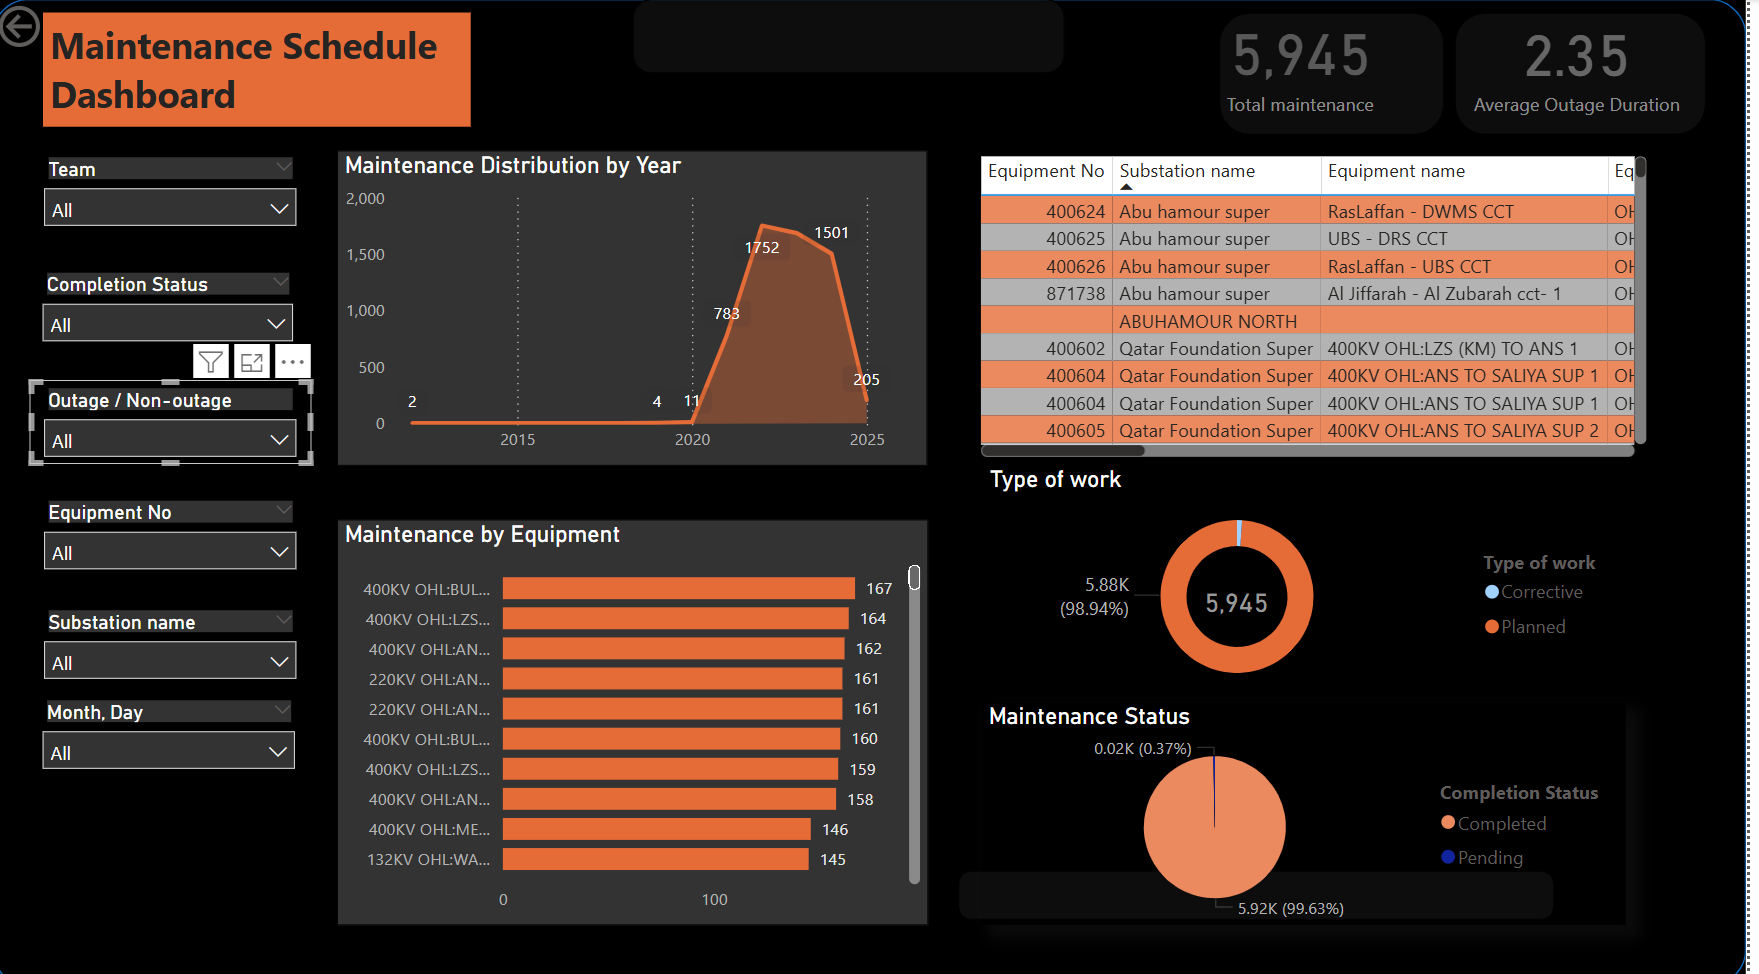 Maintenance Schedule
Dashboard
5,945
Total maintenance
2.35
Average Outage Duration
Team
All
Completion Status
All
Outage / Non-outage
All
Equipment No
All
Substation name
All
Month, Day
All
Maintenance Distribution by Year
2,000
1,500
1,000
500
0
2
4
11
783
1752
1501
205
2015
2020
2025
Maintenance by Equipment
400KV OHL:BUL... 167
400KV OHL:LZS... 164
400KV OHL:AN... 162
220KV OHL:AN... 161
220KV OHL:AN... 161
400KV OHL:BUL... 160
400KV OHL:LZS... 159
400KV OHL:AN... 158
400KV OHL:ME... 146
132KV OHL:WA... 145
0 100
Equipment No Substation name Equipment name Eq
400624 Abu hamour super RasLaffan - DWMS CCT OH
400625 Abu hamour super UBS - DRS CCT OH
400626 Abu hamour super RasLaffan - UBS CCT OH
871738 Abu hamour super Al Jiffarah - Al Zubarah cct- 1 OH
ABUHAMOUR NORTH
400602 Qatar Foundation Super 400KV OHL:LZS (KM) TO ANS 1 OH
400604 Qatar Foundation Super 400KV OHL:ANS TO SALIYA SUP 1 OH
400604 Qatar Foundation Super 400KV OHL:ANS TO SALIYA SUP 1 OH
400605 Qatar Foundation Super 400KV OHL:ANS TO SALIYA SUP 2 OH
Type of work
5.88K
(98.94%)
5,945
Type of work
Corrective
Planned
Maintenance Status
0.02K (0.37%)
5.92K (99.63%)
Completion Status
Completed
Pending